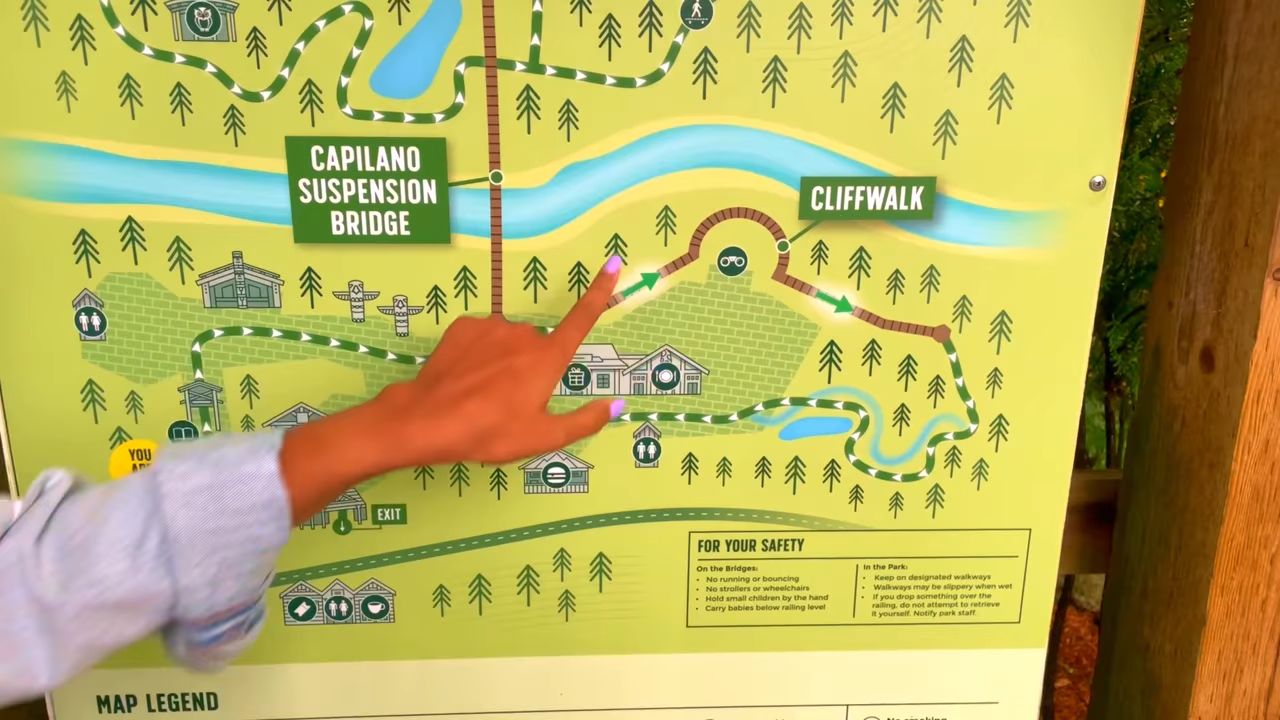 CAPILANO
SUSPENSION
BRIDGE
CLIFFWALK
YOU
EXIT
FOR YOUR SAFETY
On the Bridges:
• No running or bouncing
• No strollers or wheelchairs
• Hold small children by the hand
• Carry babies below railing level
In the Park:
• Keep on designated walkways
• Walkways may be slippery when wet
• If you drop something over the
railing, do not attempt to retrieve
it yourself. Notify park staff.
MAP LEGEND
No smoking